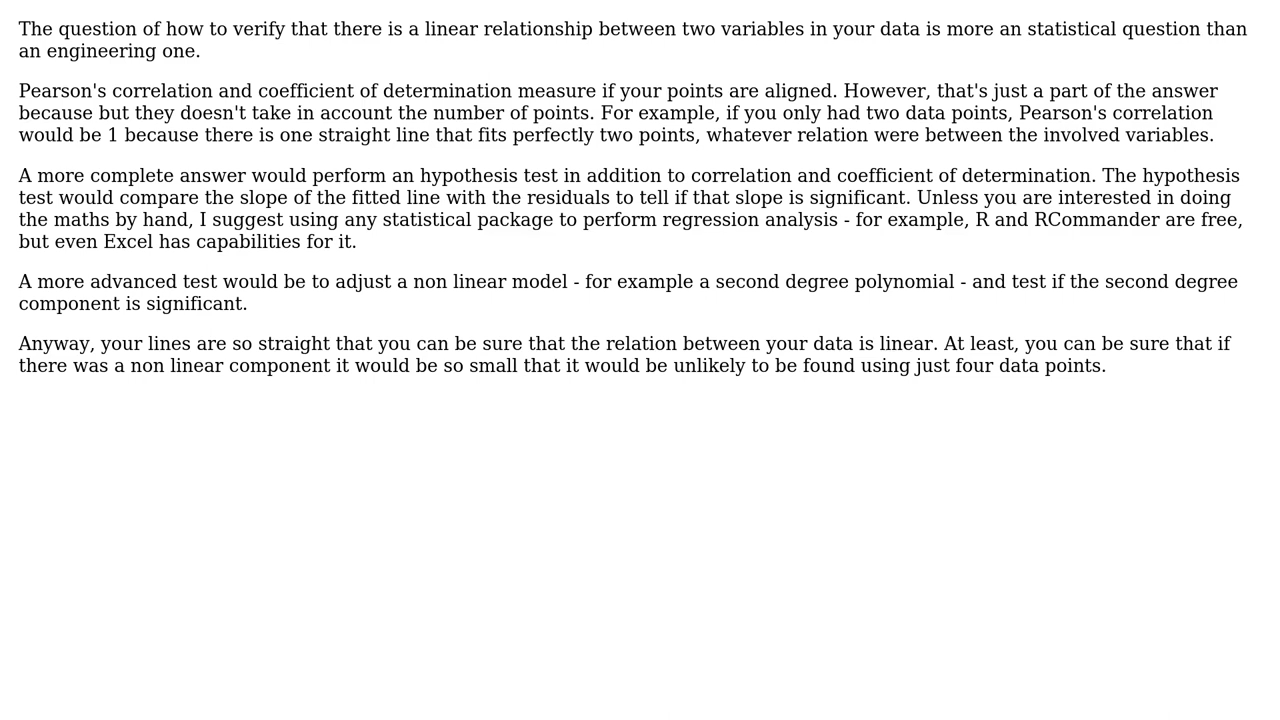 The question of how to verify that there is a linear relationship between two variables in your data is more an statistical question than
an engineering one.
Pearson's correlation and coefficient of determination measure if your points are aligned. However, that's just a part of the answer
because but they doesn't take in account the number of points. For example, if you only had two data points, Pearson's correlation
would be 1 because there is one straight line that fits perfectly two points, whatever relation were between the involved variables.
A more complete answer would perform an hypothesis test in addition to correlation and coefficient of determination. The hypothesis
test would compare the slope of the fitted line with the residuals to tell if that slope is significant. Unless you are interested in doing
the maths by hand, I suggest using any statistical package to perform regression analysis - for example, R and RCommander are free,
but even Excel has capabilities for it.
A more advanced test would be to adjust a non linear model - for example a second degree polynomial - and test if the second degree
component is significant.
Anyway, your lines are so straight that you can be sure that the relation between your data is linear. At least, you can be sure that if
there was a non linear component it would be so small that it would be unlikely to be found using just four data points.